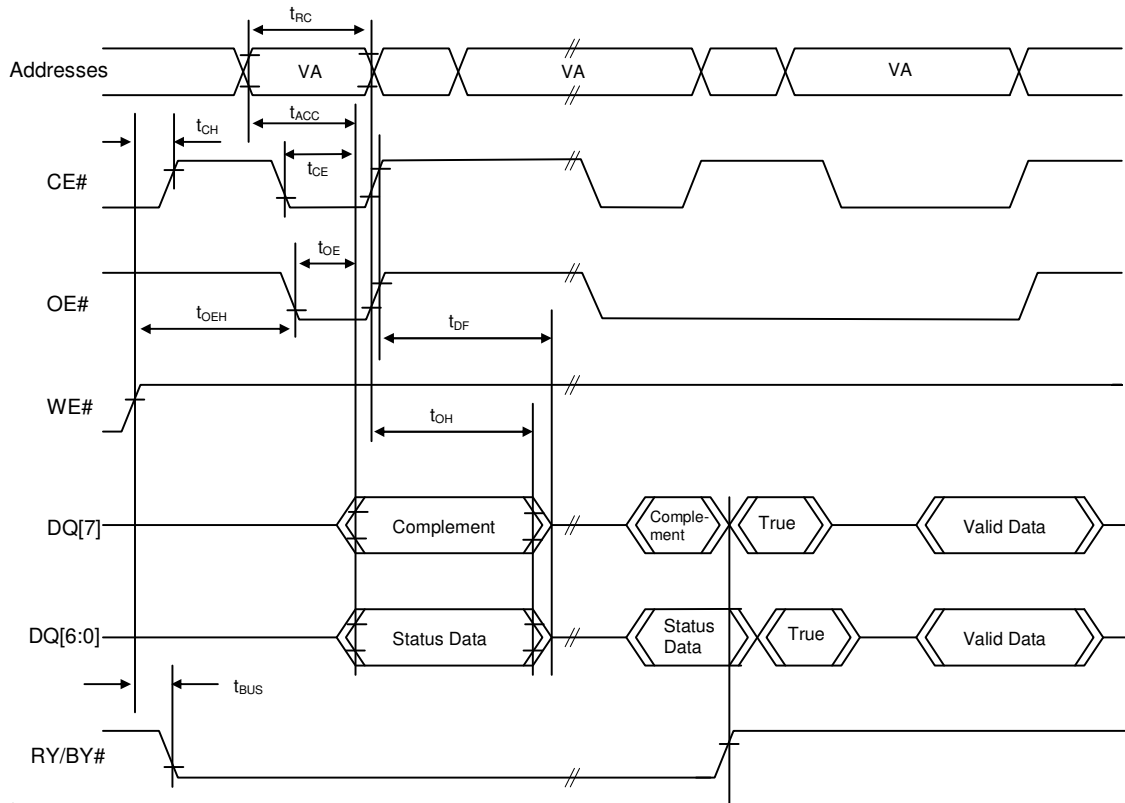 tRC
Addresses
VA
VA
VA
tACC
tCH
tCE
CE#
tOE
OE#
tOEH
tDF
WE#
tOH
DQ[7]
Complement
Comple-
ment
True
Valid Data
DQ[6:0]
Status Data
Status
Data
True
Valid Data
tBUS
RY/BY#